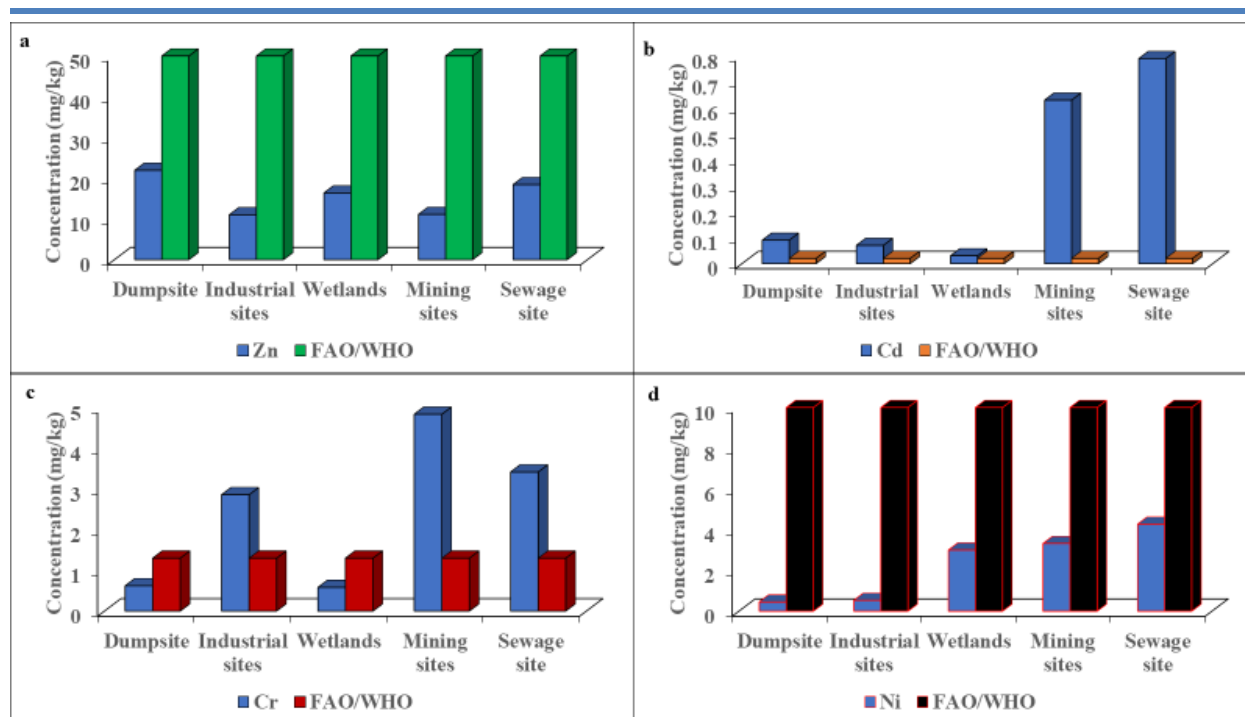 a
Concentration (mg/kg)
50
40
30
20
10
0
Dumpsite Industrial Wetlands Mining Sewage
sites sites site
Zn FAO/WHO
b
Concentration (mg/kg)
0.8
0.7
0.6
0.5
0.4
0.3
0.2
0.1
0
Dumpsite Industrial Wetlands Mining Sewage
sites sites site
Cd FAO/WHO
c
Concentration (mg/kg)
5
4
3
2
1
0
Dumpsite Industrial Wetlands Mining Sewage
sites sites site
Cr FAO/WHO
d
Concentration (mg/kg)
10
8
6
4
2
0
Dumpsite Industrial Wetlands Mining Sewage
sites sites site
Ni FAO/WHO